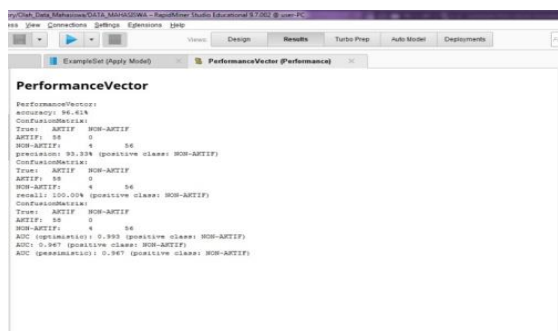 ory/Olah_Data_Mahasiswa/DATA_MAHASISWA – RapidMiner Studio Educational 9.7.002 @ user-PC
ess View Connections Settings Extensions Help
Views: Design Results Turbo Prep Auto Model Deployments
ExampleSet (Apply Model) PerformanceVector (Performance)
PerformanceVector
PerformanceVector:
accuracy: 96.61%
ConfusionMatrix:
True: AKTIF NON-AKTIF
AKTIF: 58 0
NON-AKTIF: 4 56
precision: 93.33% (positive class: NON-AKTIF)
ConfusionMatrix:
True: AKTIF NON-AKTIF
AKTIF: 58 0
NON-AKTIF: 4 56
recall: 100.00% (positive class: NON-AKTIF)
ConfusionMatrix:
True: AKTIF NON-AKTIF
AKTIF: 58 0
NON-AKTIF: 4 56
AUC (optimistic): 0.993 (positive class: NON-AKTIF)
AUC: 0.967 (positive class: NON-AKTIF)
AUC (pessimistic): 0.967 (positive class: NON-AKTIF)